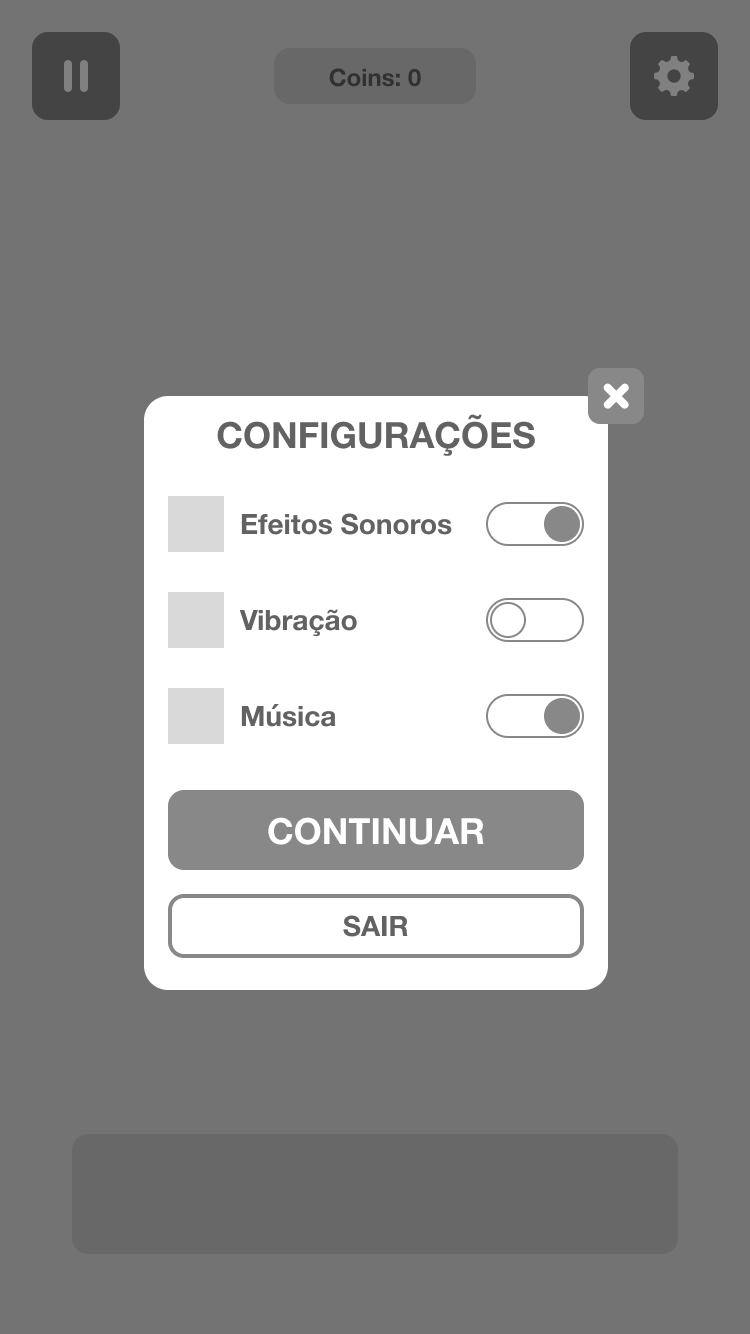 Coins: 0
CONFIGURAÇÕES
Efeitos Sonoros
Vibração
Música
CONTINUAR
SAIR